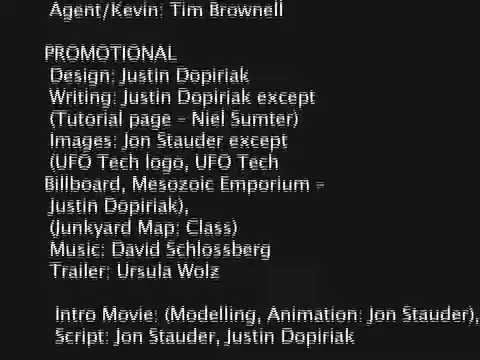 Agent/Kevin: Tim Brownell
PROMOTIONAL
Design: Justin Dopiriak
Writing: Justin Dopiriak except
(Tutorial page - Niel Sumter)
Images: Jon Stauder except
(UFO Tech logo, UFO Tech
Billboard, Mesozoic Emporium -
Justin Dopiriak),
(Junkyard Map: Class)
Music: David Schlossberg
Trailer: Ursula Wolz
Intro Movie: (Modelling, Animation: Jon Stauder),
Script: Jon Stauder, Justin Dopiriak